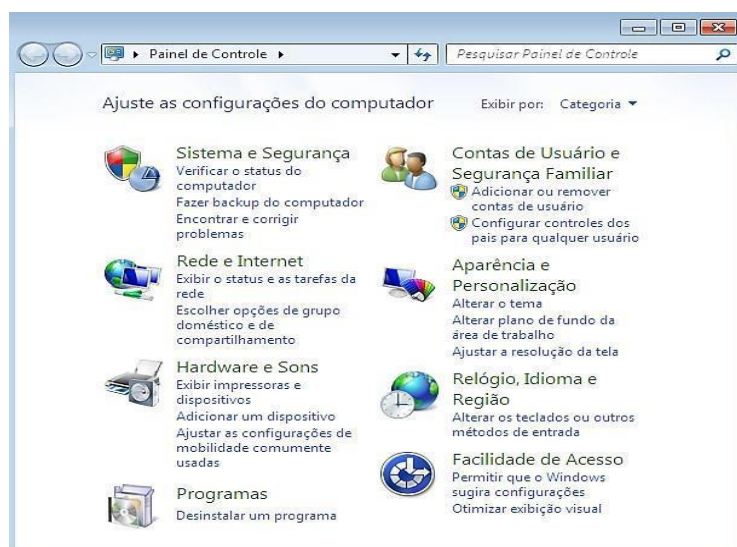 Painel de Controle
Pesquisar Painel de Controle
Ajuste as configurações do computador
Exibir por: Categoria
Sistema e Segurança
Verificar o status do
computador
Fazer backup do computador
Encontrar e corrigir
problemas
Rede e Internet
Exibir o status e as tarefas da
rede
Escolher opções de grupo
doméstico e de
compartilhamento
Hardware e Sons
Exibir impressoras e
dispositivos
Adicionar um dispositivo
Ajustar as configurações de
mobilidade comumente
usadas
Programas
Desinstalar um programa
Contas de Usuário e
Segurança Familiar
Adicionar ou remover
contas de usuário
Configurar controles dos
pais para qualquer usuário
Aparência e
Personalização
Alterar o tema
Alterar plano de fundo da
área de trabalho
Ajustar a resolução da tela
Relógio, Idioma e
Região
Alterar os teclados ou outros
métodos de entrada
Facilidade de Acesso
Permitir que o Windows
sugira configurações
Otimizar exibição visual